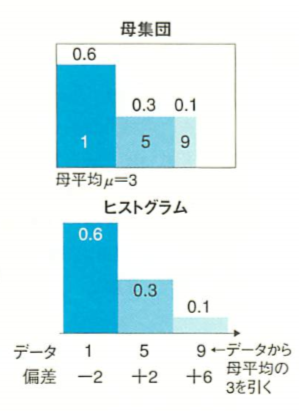 母集団
0.6
0.3 0.1
1 5 9
母平均μ=3
ヒストグラム
0.6
0.3
0.1
データ 1 5 9 ←データから
母平均の
偏差 −2 +2 +6
3を引く